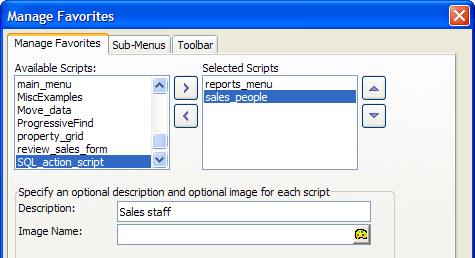 Manage Favorites
Manage Favorites Sub-Menus Toolbar
Available Scripts: Selected Scripts
main_menu
MiscExamples
Move_data
ProgressiveFind
property_grid
review_sales_form
SQL_action_script
reports_menu
sales_people
Specify an optional description and optional image for each script
Description: Sales staff
Image Name: